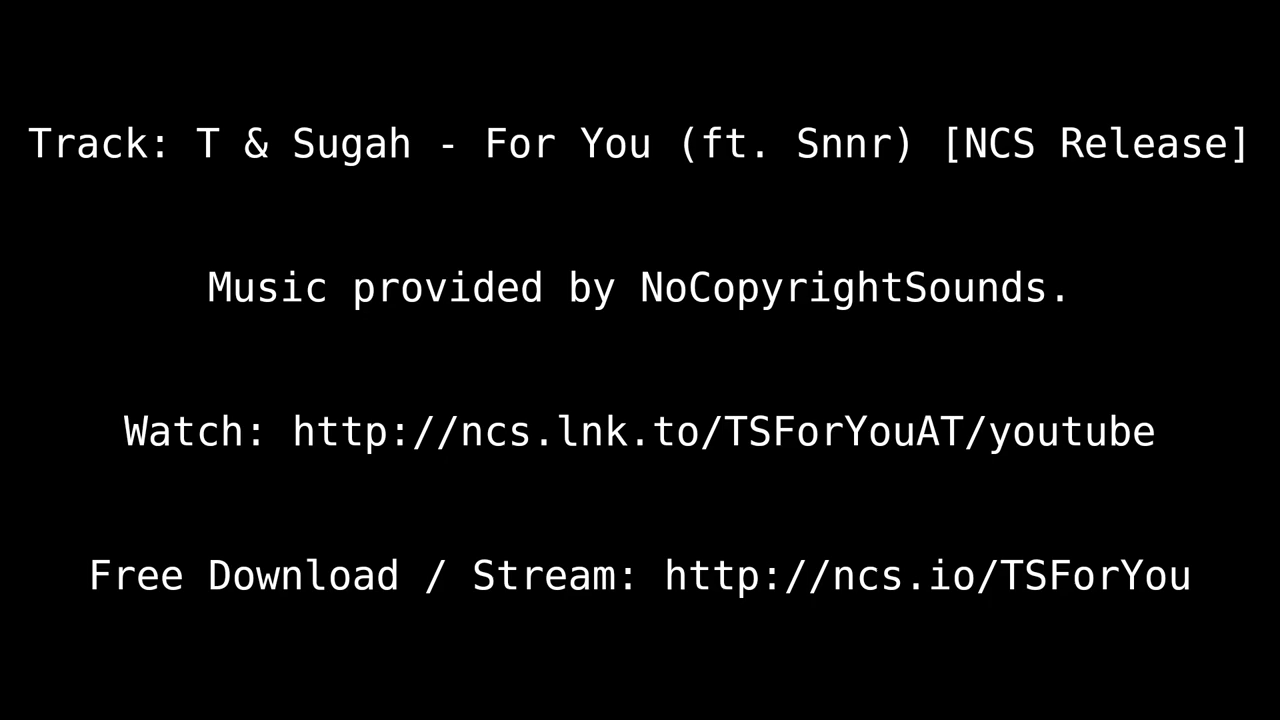 Track: T & Sugah - For You (ft. Snnr) [NCS Release]
Music provided by NoCopyrightSounds.
Watch: http://ncs.lnk.to/TSForYouAT/youtube
Free Download / Stream: http://ncs.io/TSForYou